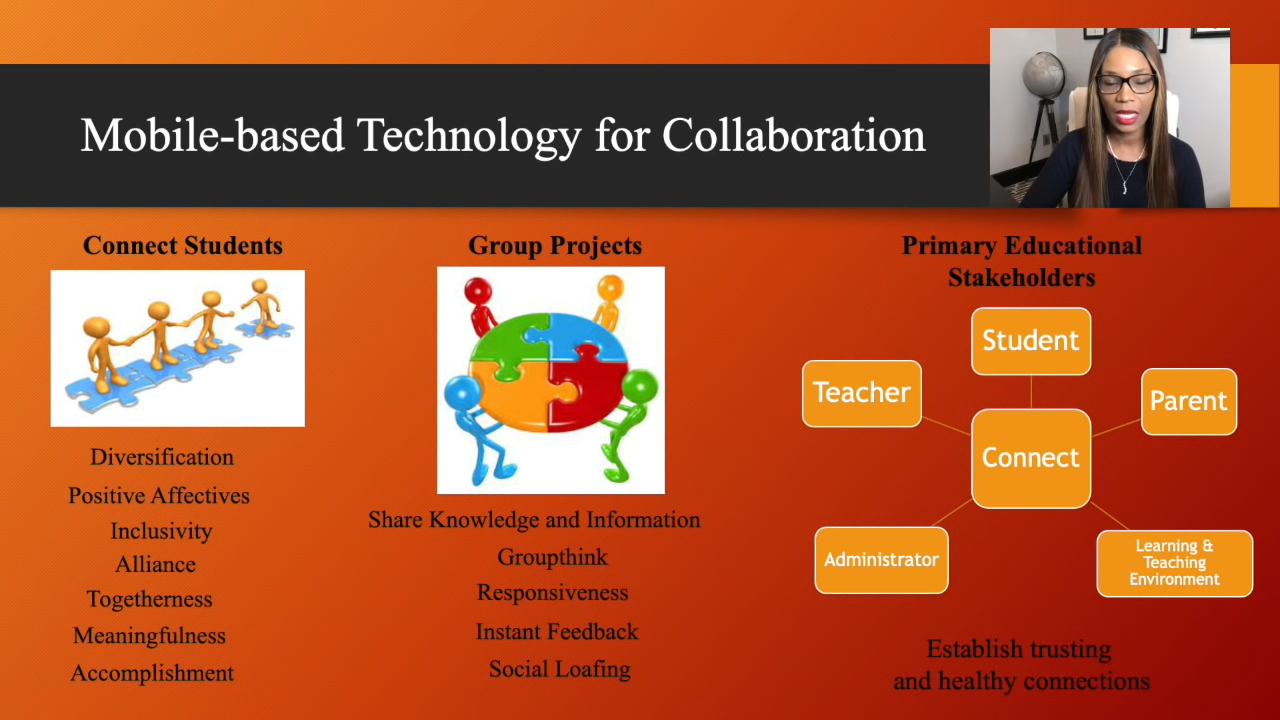 Mobile-based Technology for Collaboration
Connect Students
Diversification
Positive Affectives
Inclusivity
Alliance
Togetherness
Meaningfulness
Accomplishment
Group Projects
Share Knowledge and Information
Groupthink
Responsiveness
Instant Feedback
Social Loafing
Primary Educational
Stakeholders
Student
Teacher
Parent
Connect
Administrator
Learning &
Teaching
Environment
Establish trusting
and healthy connections